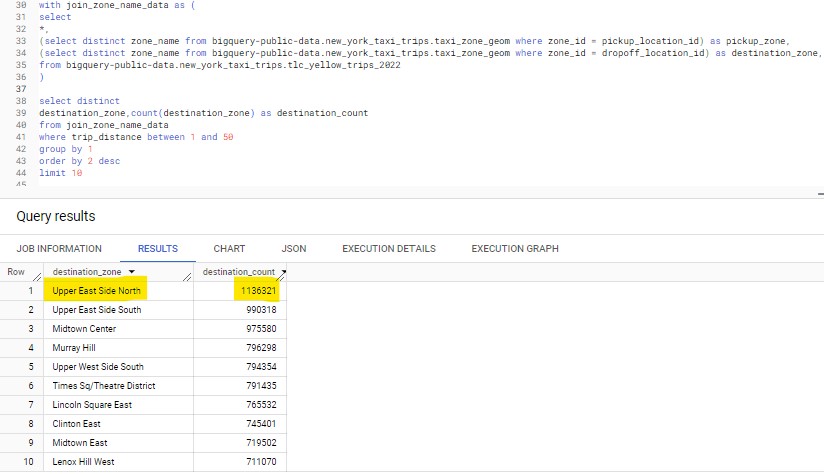 30 with join_zone_name_data as (
31 select
32 *,
33 (select distinct zone_name from bigquery-public-data.new_york_taxi_trips.taxi_zone_geom where zone_id = pickup_location_id) as pickup_zone,
34 (select distinct zone_name from bigquery-public-data.new_york_taxi_trips.taxi_zone_geom where zone_id = dropoff_location_id) as destination_zone,
35 from bigquery-public-data.new_york_taxi_trips.tlc_yellow_trips_2022
36 )
37
38 select distinct
39 destination_zone,count(destination_zone) as destination_count
40 from join_zone_name_data
41 where trip_distance between 1 and 50
42 group by 1
43 order by 2 desc
44 limit 10
45
Query results
JOB INFORMATION RESULTS CHART JSON EXECUTION DETAILS EXECUTION GRAPH
Row destination_zone destination_count
1 Upper East Side North 1136321
2 Upper East Side South 990318
3 Midtown Center 975580
4 Murray Hill 796298
5 Upper West Side South 794354
6 Times Sq/Theatre District 791435
7 Lincoln Square East 765532
8 Clinton East 745401
9 Midtown East 719502
10 Lenox Hill West 711070